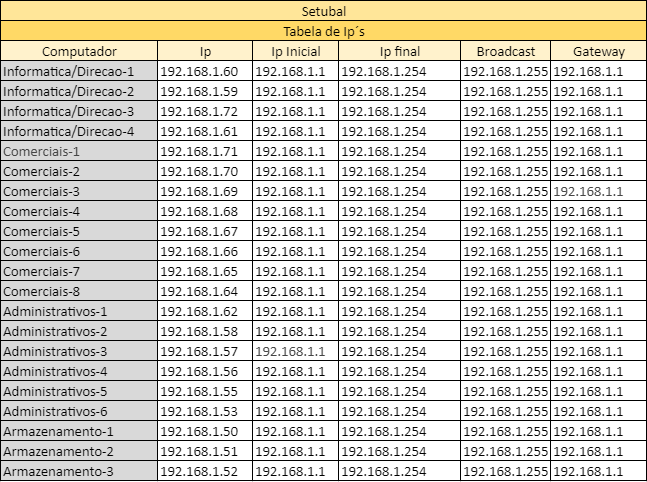 Setubal
Tabela de Ip´s
Computador Ip Ip Inicial Ip final Broadcast Gateway
Informatica/Direcao-1 192.168.1.60 192.168.1.1 192.168.1.254 192.168.1.255 192.168.1.1
Informatica/Direcao-2 192.168.1.59 192.168.1.1 192.168.1.254 192.168.1.255 192.168.1.1
Informatica/Direcao-3 192.168.1.72 192.168.1.1 192.168.1.254 192.168.1.255 192.168.1.1
Informatica/Direcao-4 192.168.1.61 192.168.1.1 192.168.1.254 192.168.1.255 192.168.1.1
Comerciais-1 192.168.1.71 192.168.1.1 192.168.1.254 192.168.1.255 192.168.1.1
Comerciais-2 192.168.1.70 192.168.1.1 192.168.1.254 192.168.1.255 192.168.1.1
Comerciais-3 192.168.1.69 192.168.1.1 192.168.1.254 192.168.1.255 192.168.1.1
Comerciais-4 192.168.1.68 192.168.1.1 192.168.1.254 192.168.1.255 192.168.1.1
Comerciais-5 192.168.1.67 192.168.1.1 192.168.1.254 192.168.1.255 192.168.1.1
Comerciais-6 192.168.1.66 192.168.1.1 192.168.1.254 192.168.1.255 192.168.1.1
Comerciais-7 192.168.1.65 192.168.1.1 192.168.1.254 192.168.1.255 192.168.1.1
Comerciais-8 192.168.1.64 192.168.1.1 192.168.1.254 192.168.1.255 192.168.1.1
Administrativos-1 192.168.1.62 192.168.1.1 192.168.1.254 192.168.1.255 192.168.1.1
Administrativos-2 192.168.1.58 192.168.1.1 192.168.1.254 192.168.1.255 192.168.1.1
Administrativos-3 192.168.1.57 192.168.1.1 192.168.1.254 192.168.1.255 192.168.1.1
Administrativos-4 192.168.1.56 192.168.1.1 192.168.1.254 192.168.1.255 192.168.1.1
Administrativos-5 192.168.1.55 192.168.1.1 192.168.1.254 192.168.1.255 192.168.1.1
Administrativos-6 192.168.1.53 192.168.1.1 192.168.1.254 192.168.1.255 192.168.1.1
Armazenamento-1 192.168.1.50 192.168.1.1 192.168.1.254 192.168.1.255 192.168.1.1
Armazenamento-2 192.168.1.51 192.168.1.1 192.168.1.254 192.168.1.255 192.168.1.1
Armazenamento-3 192.168.1.52 192.168.1.1 192.168.1.254 192.168.1.255 192.168.1.1